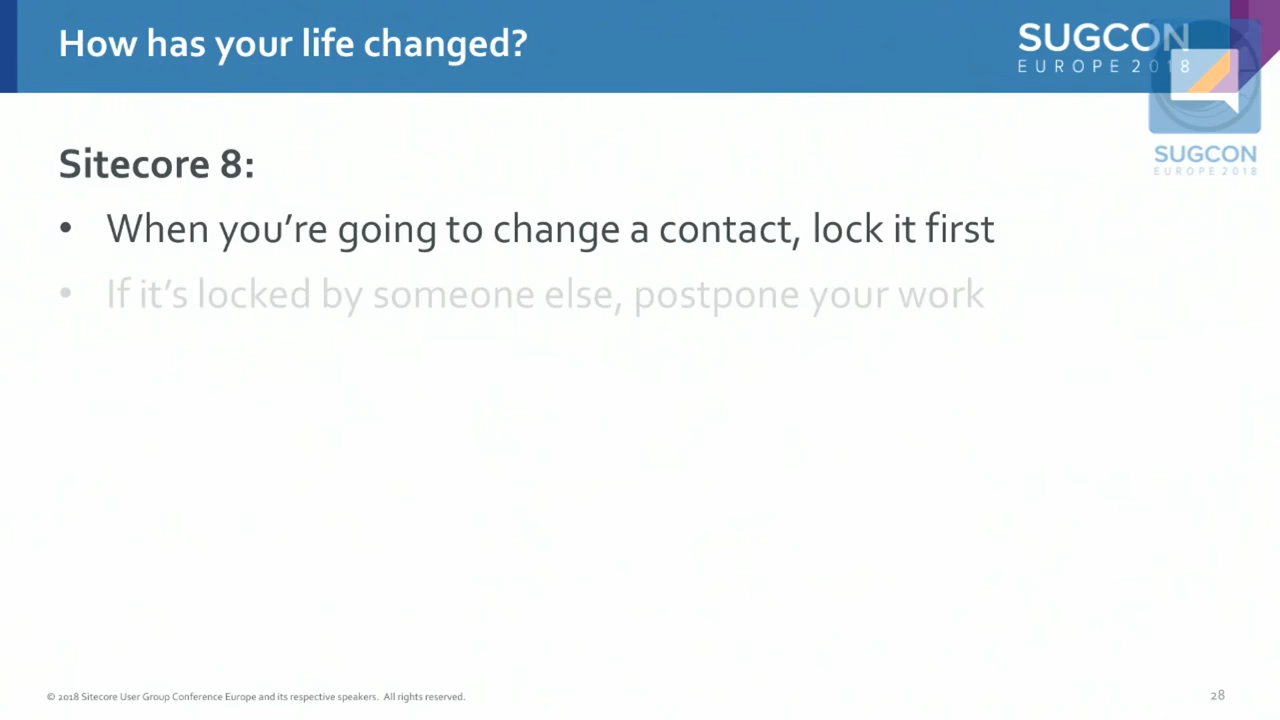 How has your life changed?
SUGCON
EUROPE 2018
SUGCON
EUROPE 2018
Sitecore 8:
• When you’re going to change a contact, lock it first
• If it’s locked by someone else, postpone your work
© 2018 Sitecore User Group Conference Europe and its respective speakers. All rights reserved.
28